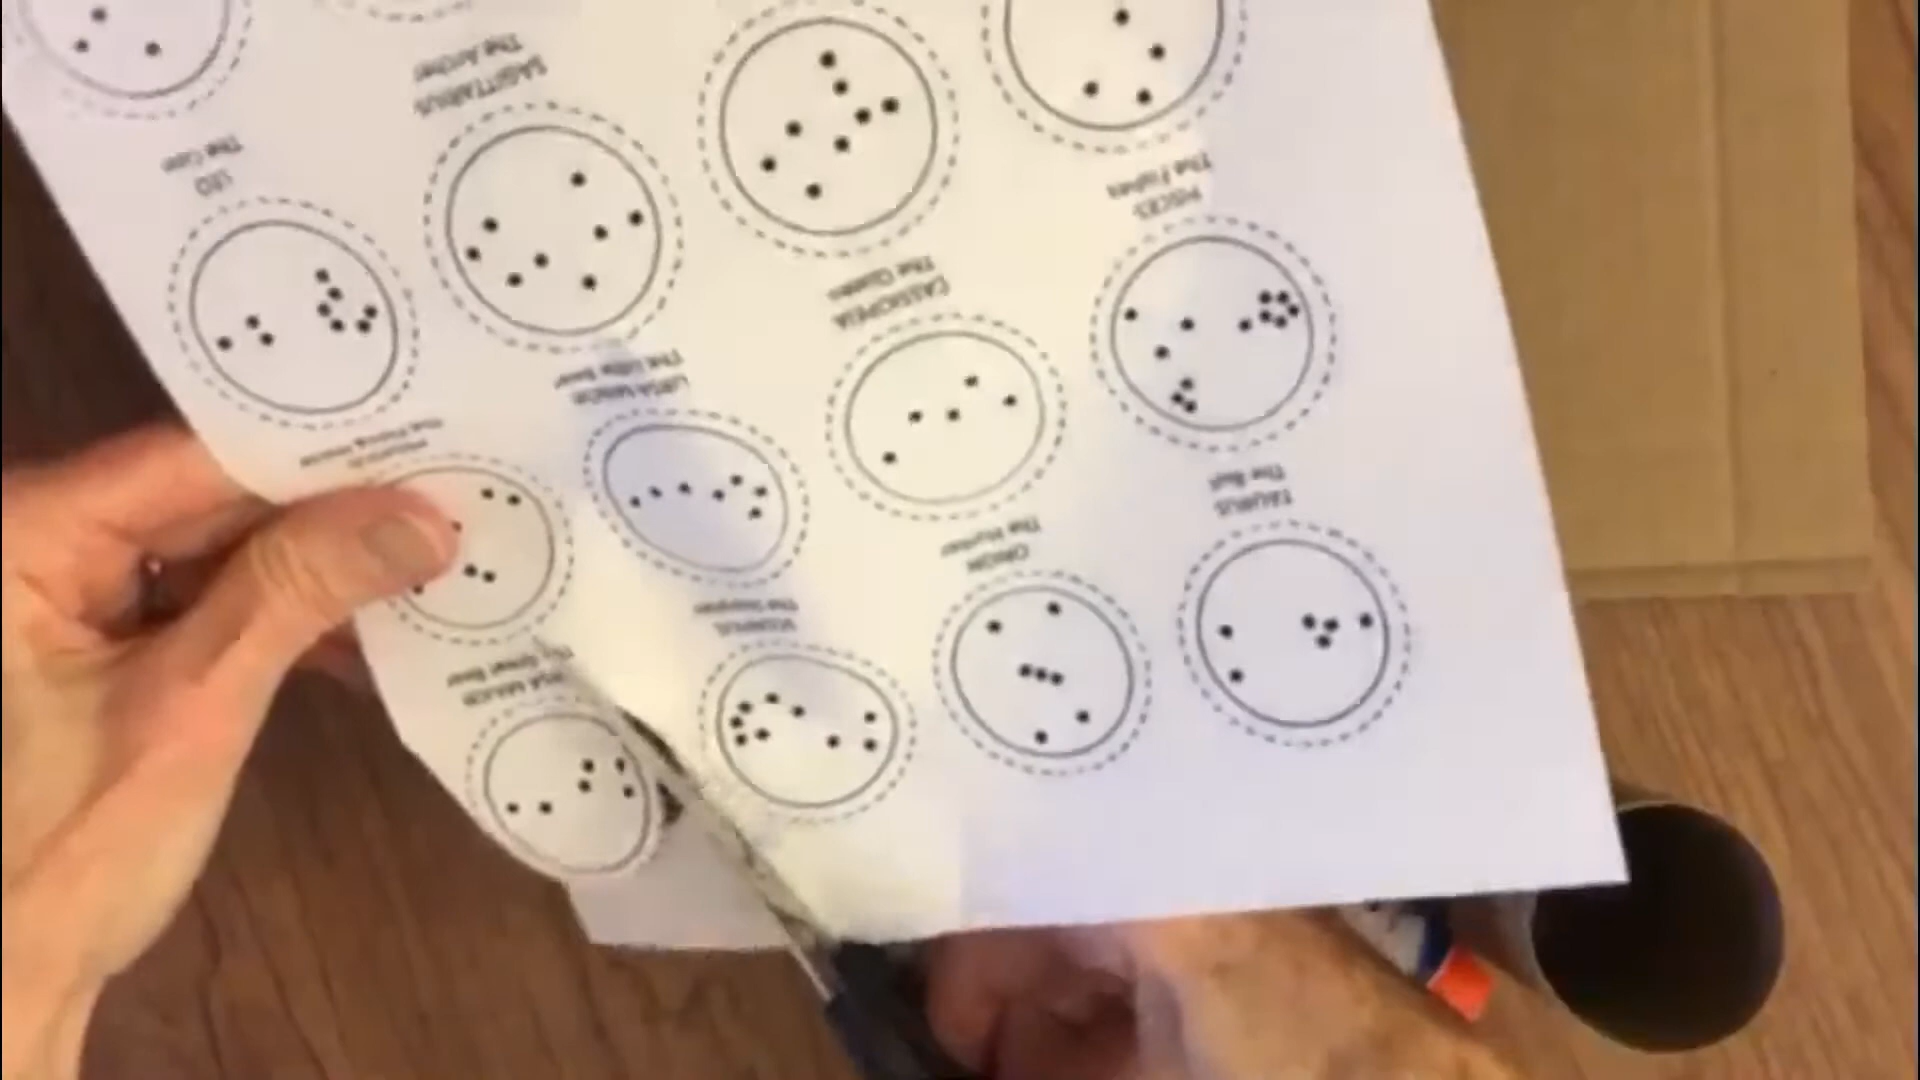 TAURUS
The Bull
ORION
The Hunter
SCORPIUS
The Scorpion
URSA MAJOR
The Great Bear
PISCES
The Fishes
CASSIOPEIA
The Queen
URSA MINOR
The Little Bear
SAGITTARIUS
The Archer
LEO
The Lion